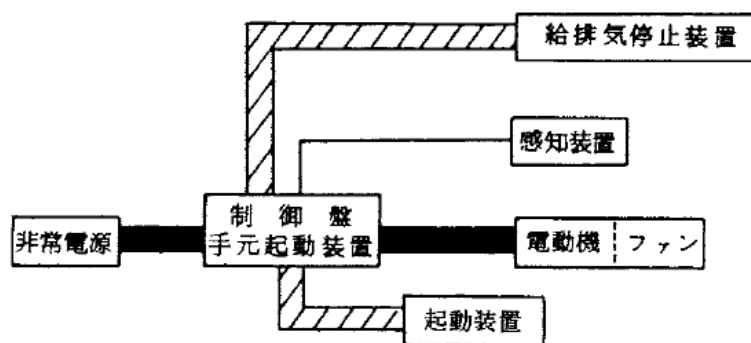 給排気停止装置
感知装置
制御盤
手元起動装置
非常電源
電動機
ファン
起動装置